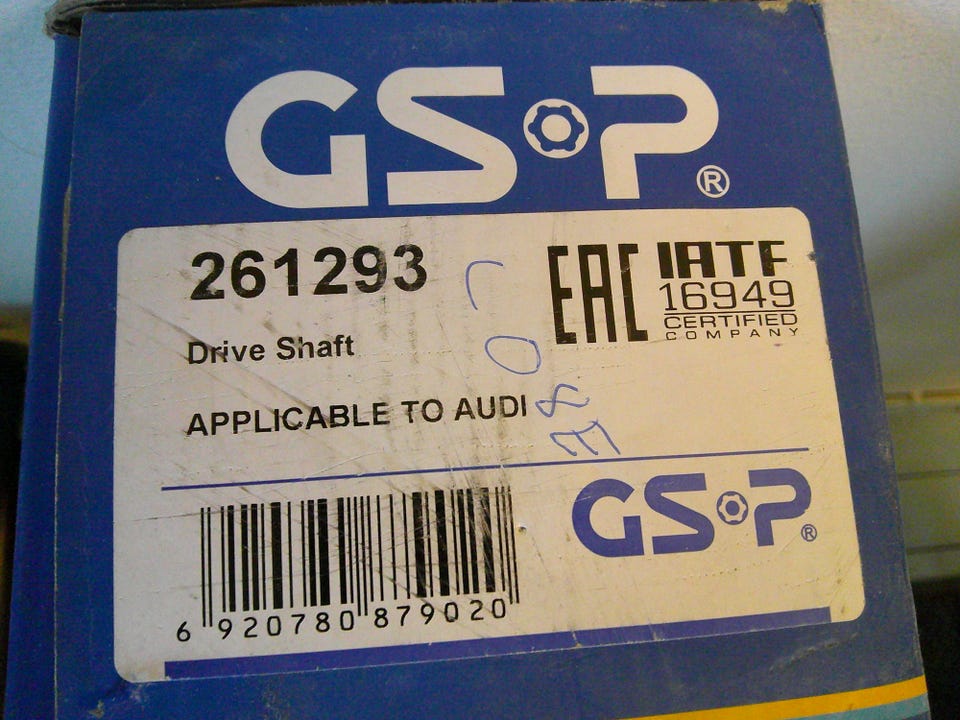 GSP®
261293
Drive Shaft
APPLICABLE TO AUDI
EAC
IATF
16949
CERTIFIED
COMPANY
GSP®
6 920780 879020